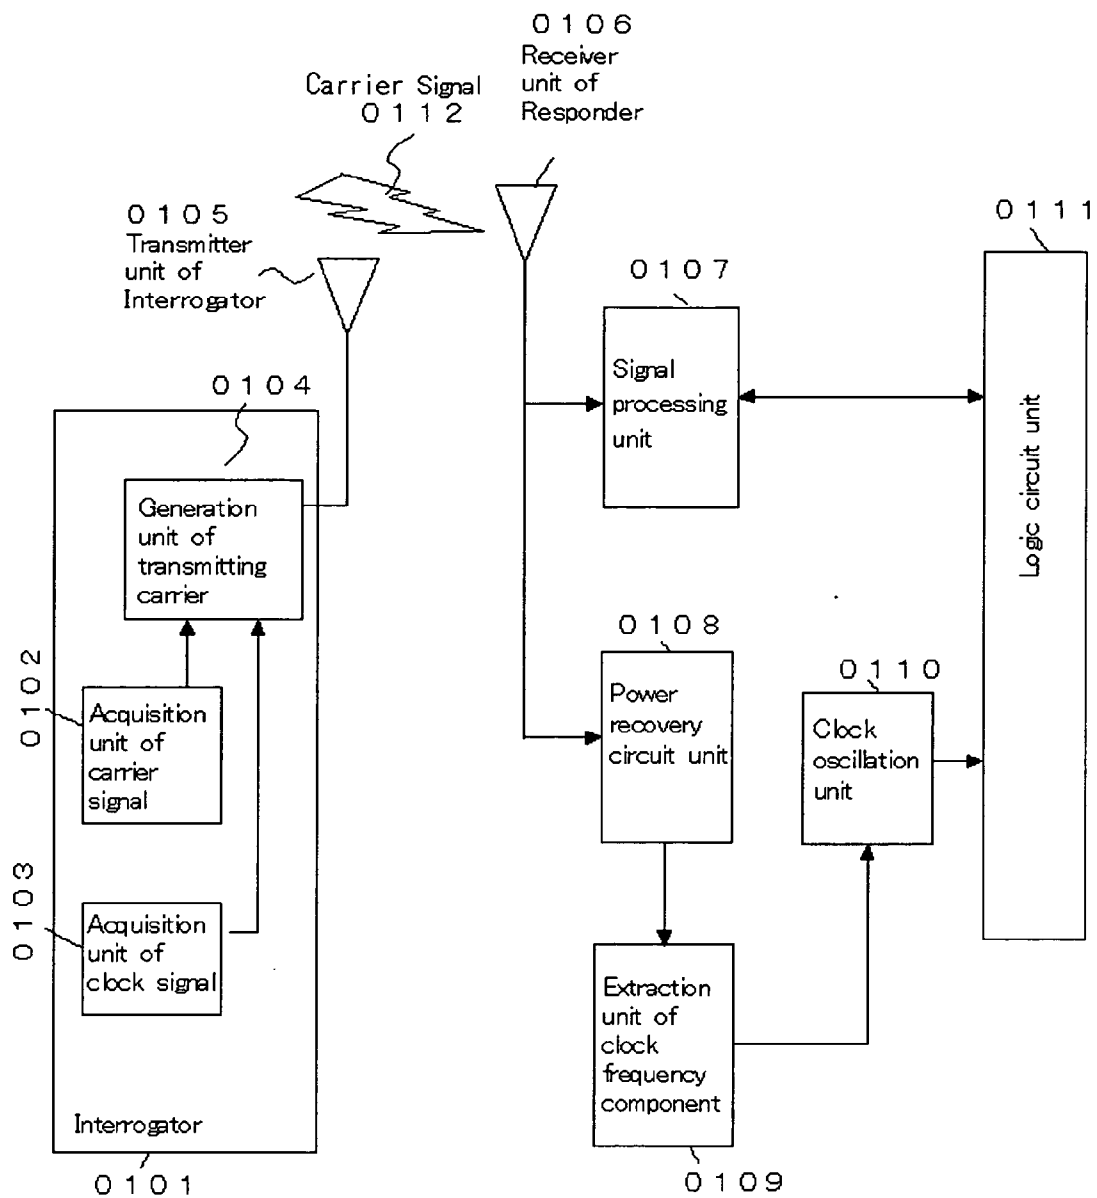 0106
Receiver
unit of
Responder
Carrier Signal
0112
0105
Transmitter
unit of
Interrogator
0111
0107
Signal
processing
unit
Logic circuit unit
0104
Generation
unit of
transmitting
carrier
0108
Power
recovery
circuit unit
0110
Clock
oscillation
unit
0102
Acquisition
unit of
carrier
signal
0103
Acquisition
unit of
clock signal
Extraction
unit of
clock
frequency
component
Interrogator
0101
0109